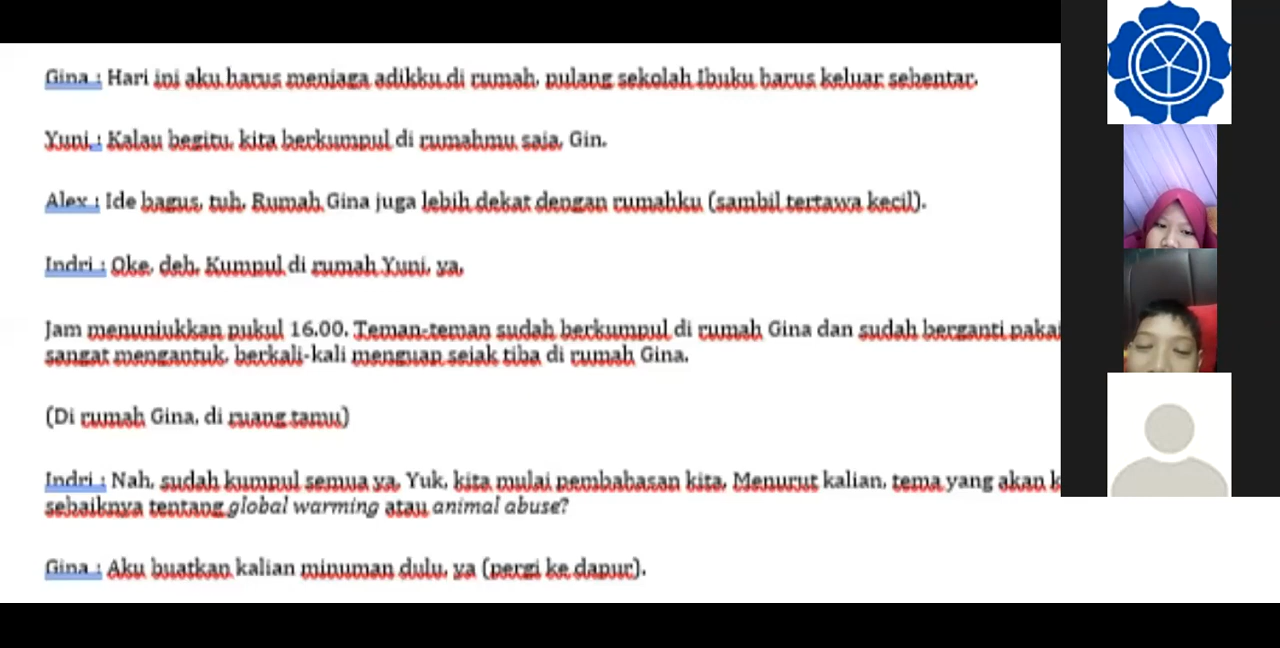 Gina : Hari ini aku harus menjaga adikku di rumah, pulang sekolah Ibuku harus keluar sebentar.
Yuni : Kalau begitu, kita berkumpul di rumahmu saja, Gin.
Alex : Ide bagus, tuh. Rumah Gina juga lebih dekat dengan rumahku (sambil tertawa kecil).
Indri : Oke, deh. Kumpul di rumah Yuni, ya.
Jam menunjukkan pukul 16.00. Teman-teman sudah berkumpul di rumah Gina dan sudah berganti
sangat mengantuk, berkali-kali menguap sejak tiba di rumah Gina.
(Di rumah Gina, di ruang tamu)
Indri : Nah, sudah kumpul semua ya. Yuk, kita mulai pembahasan kita. Menurut kalian, tema yang akan
sebaiknya tentang global warming atau animal abuse?
Gina : Aku buatkan kalian minuman dulu, ya (pergi ke dapur).